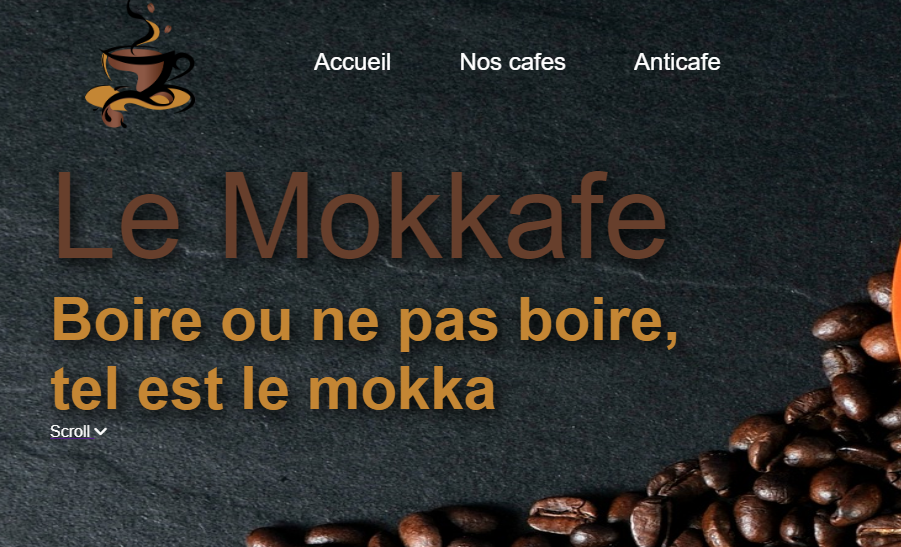 Accueil Nos cafes Anticafe
Le Mokkafe
Boire ou ne pas boire,
tel est le mokka
Scroll